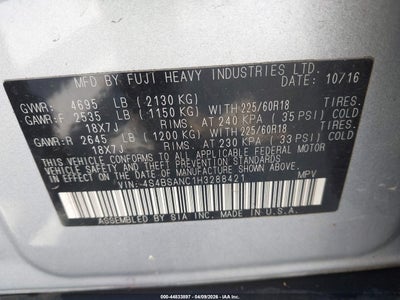 MFD BY FUJI HEAVY INDUSTRIES LTD. DATE: 10/16
GVWR: 4695 LB (2130 KG)
GAWR:F 2535 LB (1150 KG) WITH 225/60R18 TIRES.
18X7J RIMS. AT 240 KPA (35 PSI) COLD
GAWR:R 2645 LB (1200 KG) WITH 225/60R18 TIRES.
18X7J RIMS. AT 230 KPA (33 PSI) COLD
THIS VEHICLE CONFORMS TO ALL APPLICABLE FEDERAL MOTOR
VEHICLE SAFETY AND THEFT PREVENTION STANDARDS
IN EFFECT ON THE DATE OF MANUFACTURE SHOWN ABOVE.
VIN: 4S4BSANC1H3288421 MPV
ASSEMBLED BY SIA INC. MADE IN U.S.A.
000-44833897 - 04/09/2026 - IAAI.COM